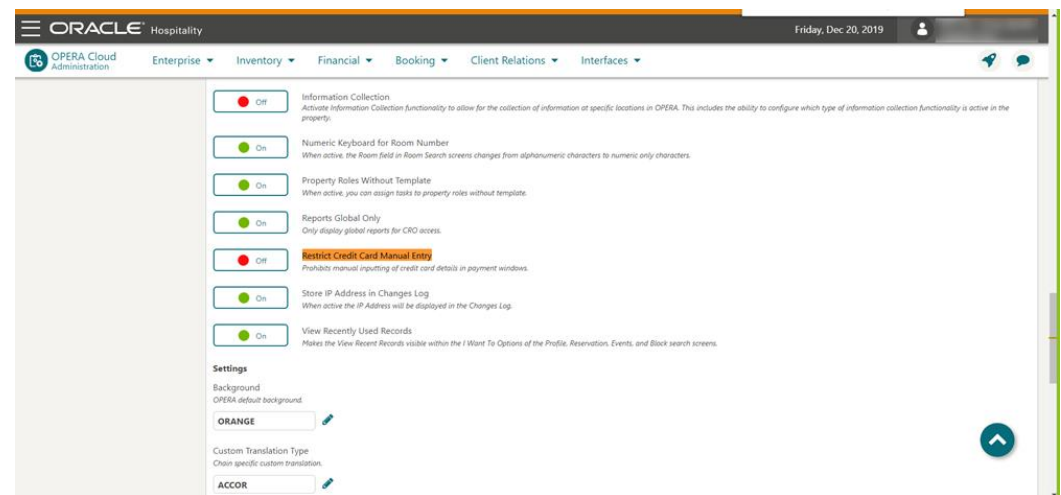 ORACLE Hospitality
Friday, Dec 20, 2019
OPERA Cloud
Administration
Enterprise Inventory Financial Booking Client Relations Interfaces
Off
Information Collection
Activate Information Collection functionality to allow for the collection of information at specific locations in OPERA. This includes the ability to configure which type of information collection functionality is active in the
property.
On
Numeric Keyboard for Room Number
When active, the Room field in Room Search screens changes from alphanumeric characters to numeric only characters.
On
Property Roles Without Template
When active, you can assign tasks to property roles without template.
On
Reports Global Only
Only display global reports for CRO access.
Off
Restrict Credit Card Manual Entry
Prohibits manual inputting of credit card details in payment windows.
On
Store IP Address in Changes Log
When active the IP Address will be displayed in the Changes Log.
On
View Recently Used Records
Makes the View Recent Records visible within the I Want To Options of the Profile, Reservation, Events, and Block search screens.
Settings
Background
OPERA default background.
ORANGE
Custom Translation Type
Chain specific custom translation.
ACCOR